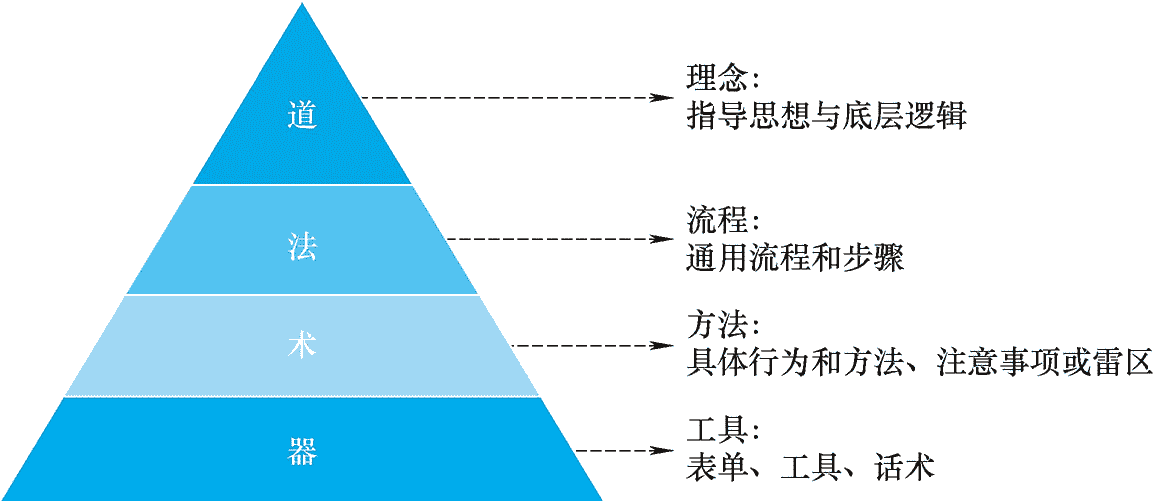 道
理念：
指导思想与底层逻辑
法
流程：
通用流程和步骤
术
方法：
具体行为和方法、注意事项或雷区
器
工具：
表单、工具、话术